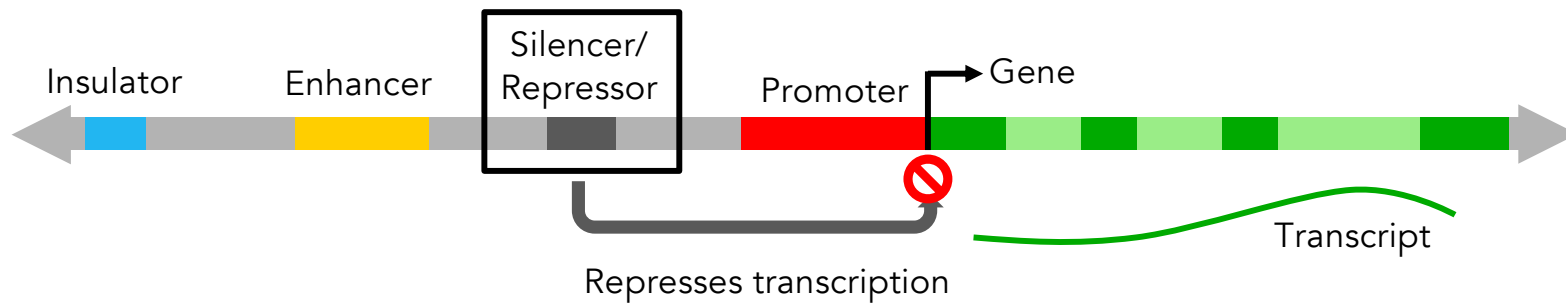 Insulator
Enhancer
Silencer/
Repressor
Promoter
Gene
Transcript
Represses transcription